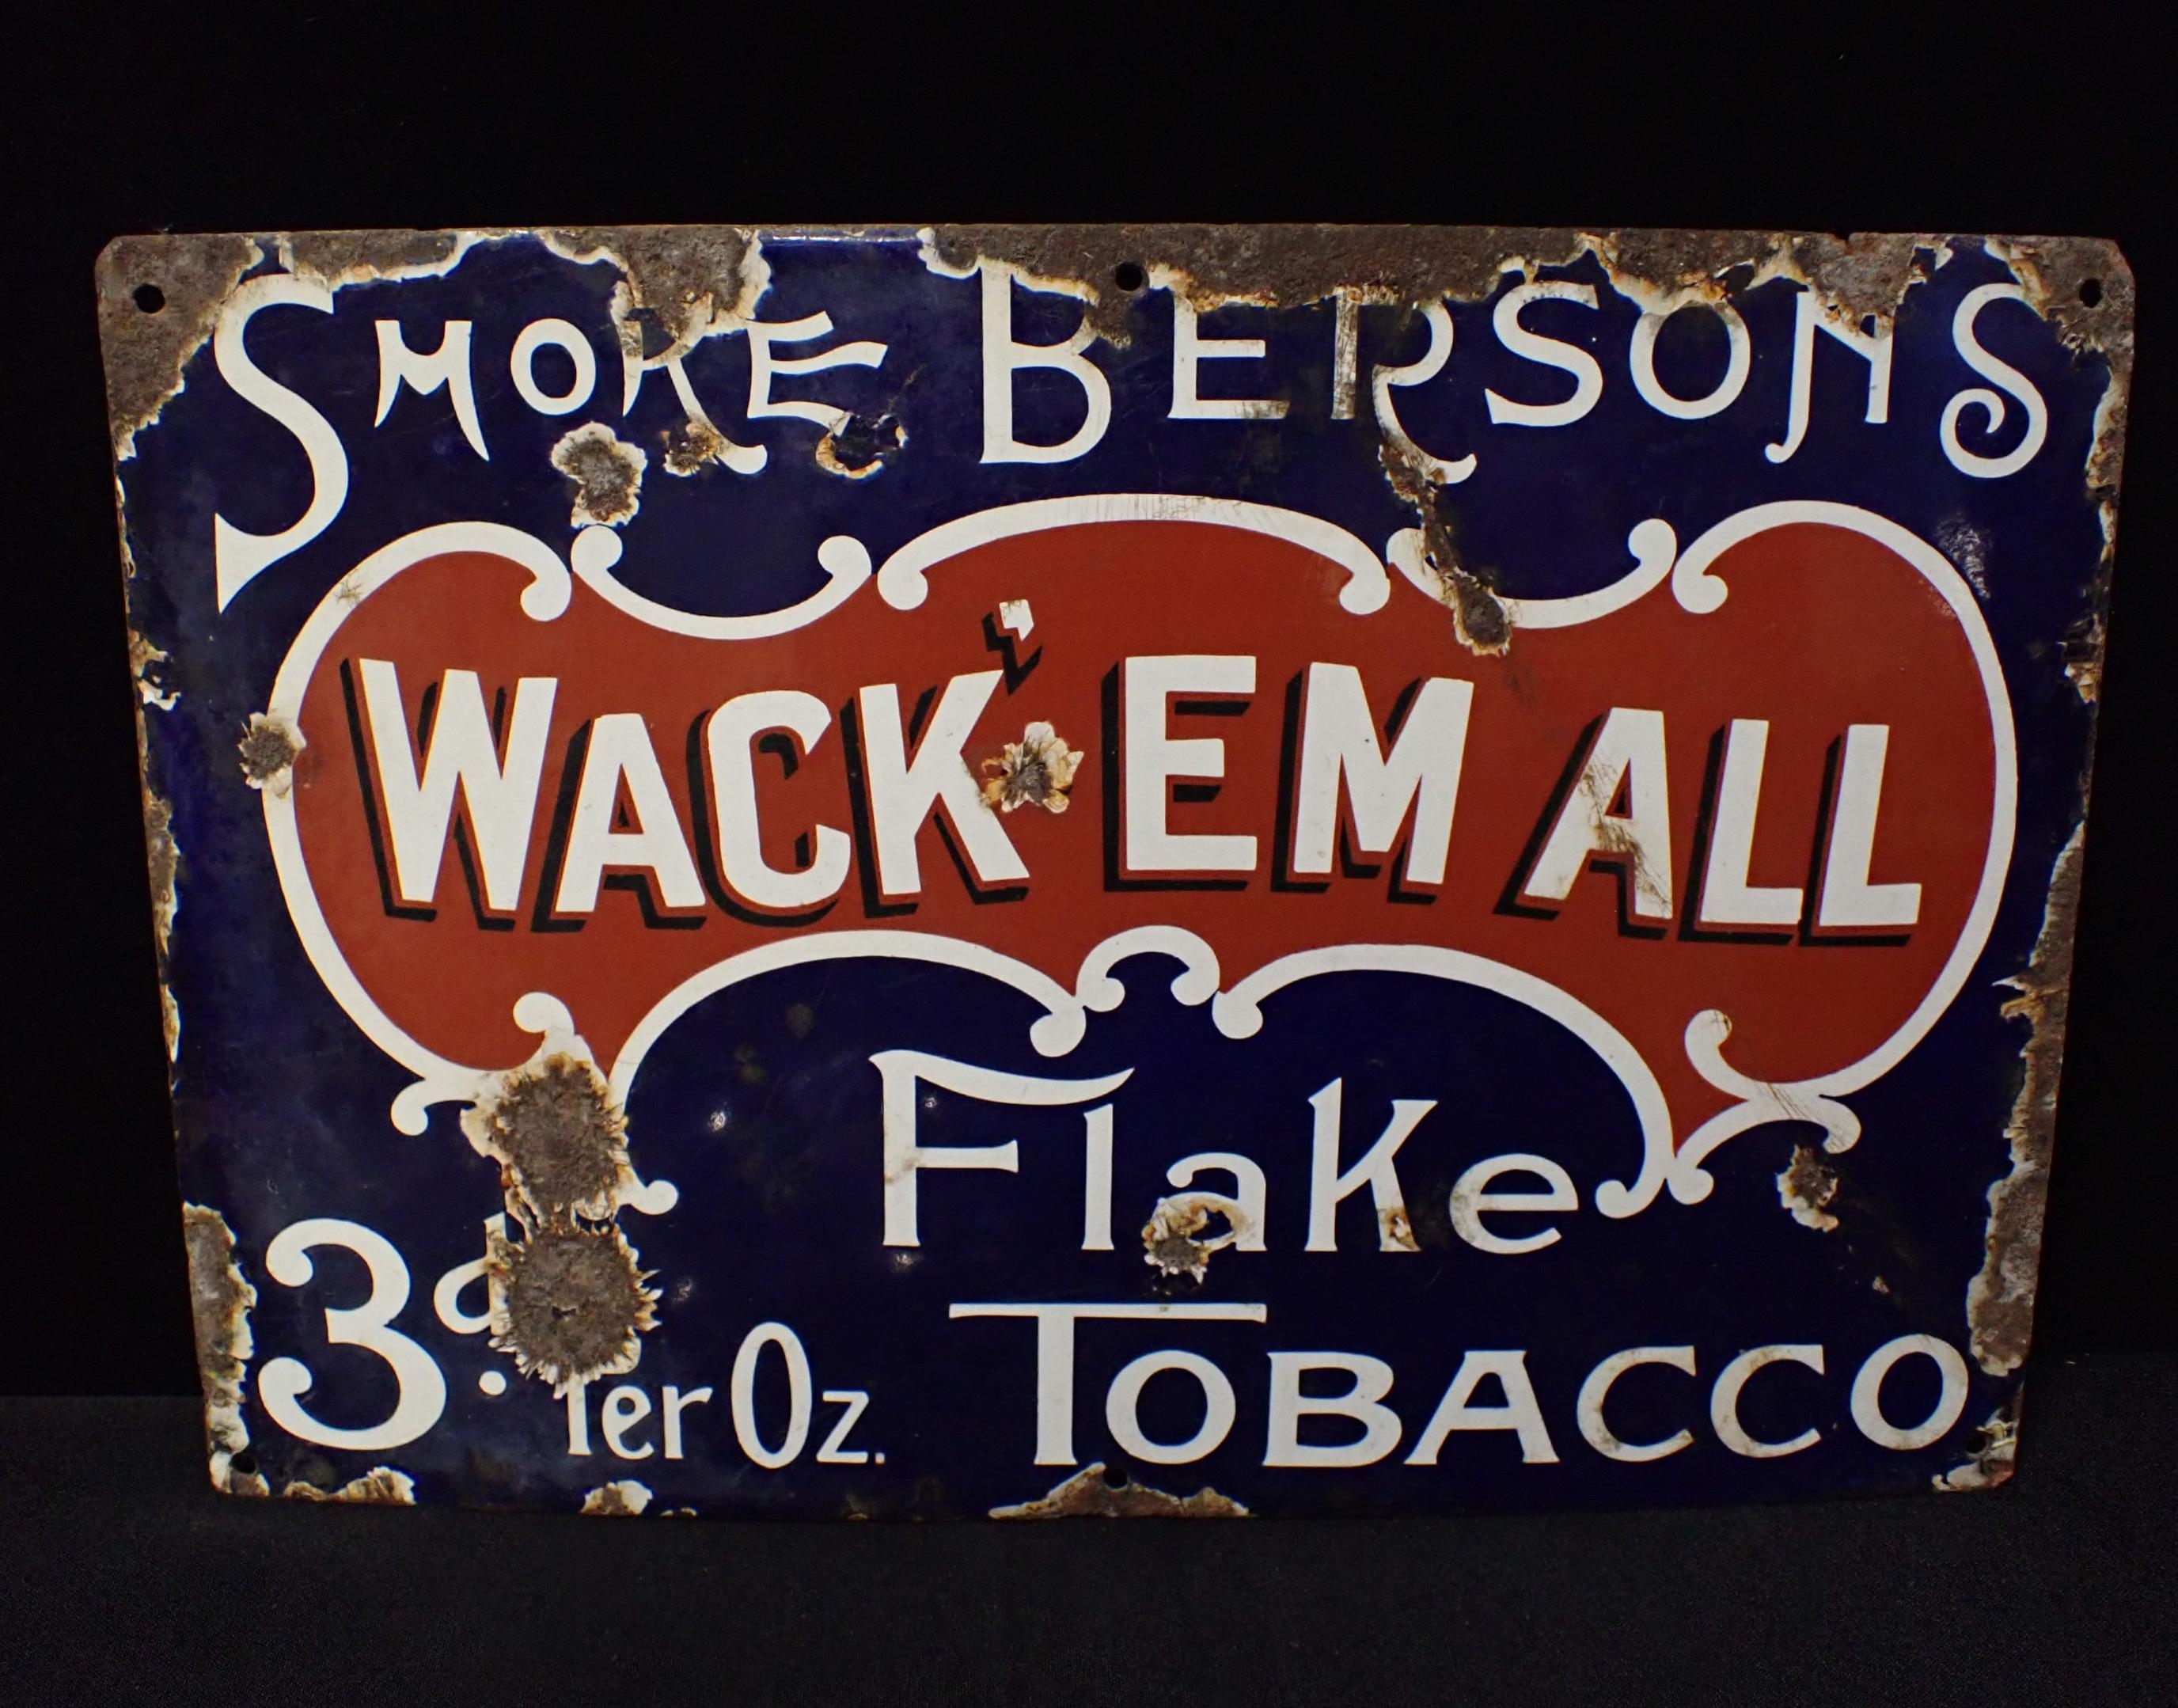 SMOKE BERSONS
WACK 'EM ALL
Flake
3d. Per Oz. TOBACCO